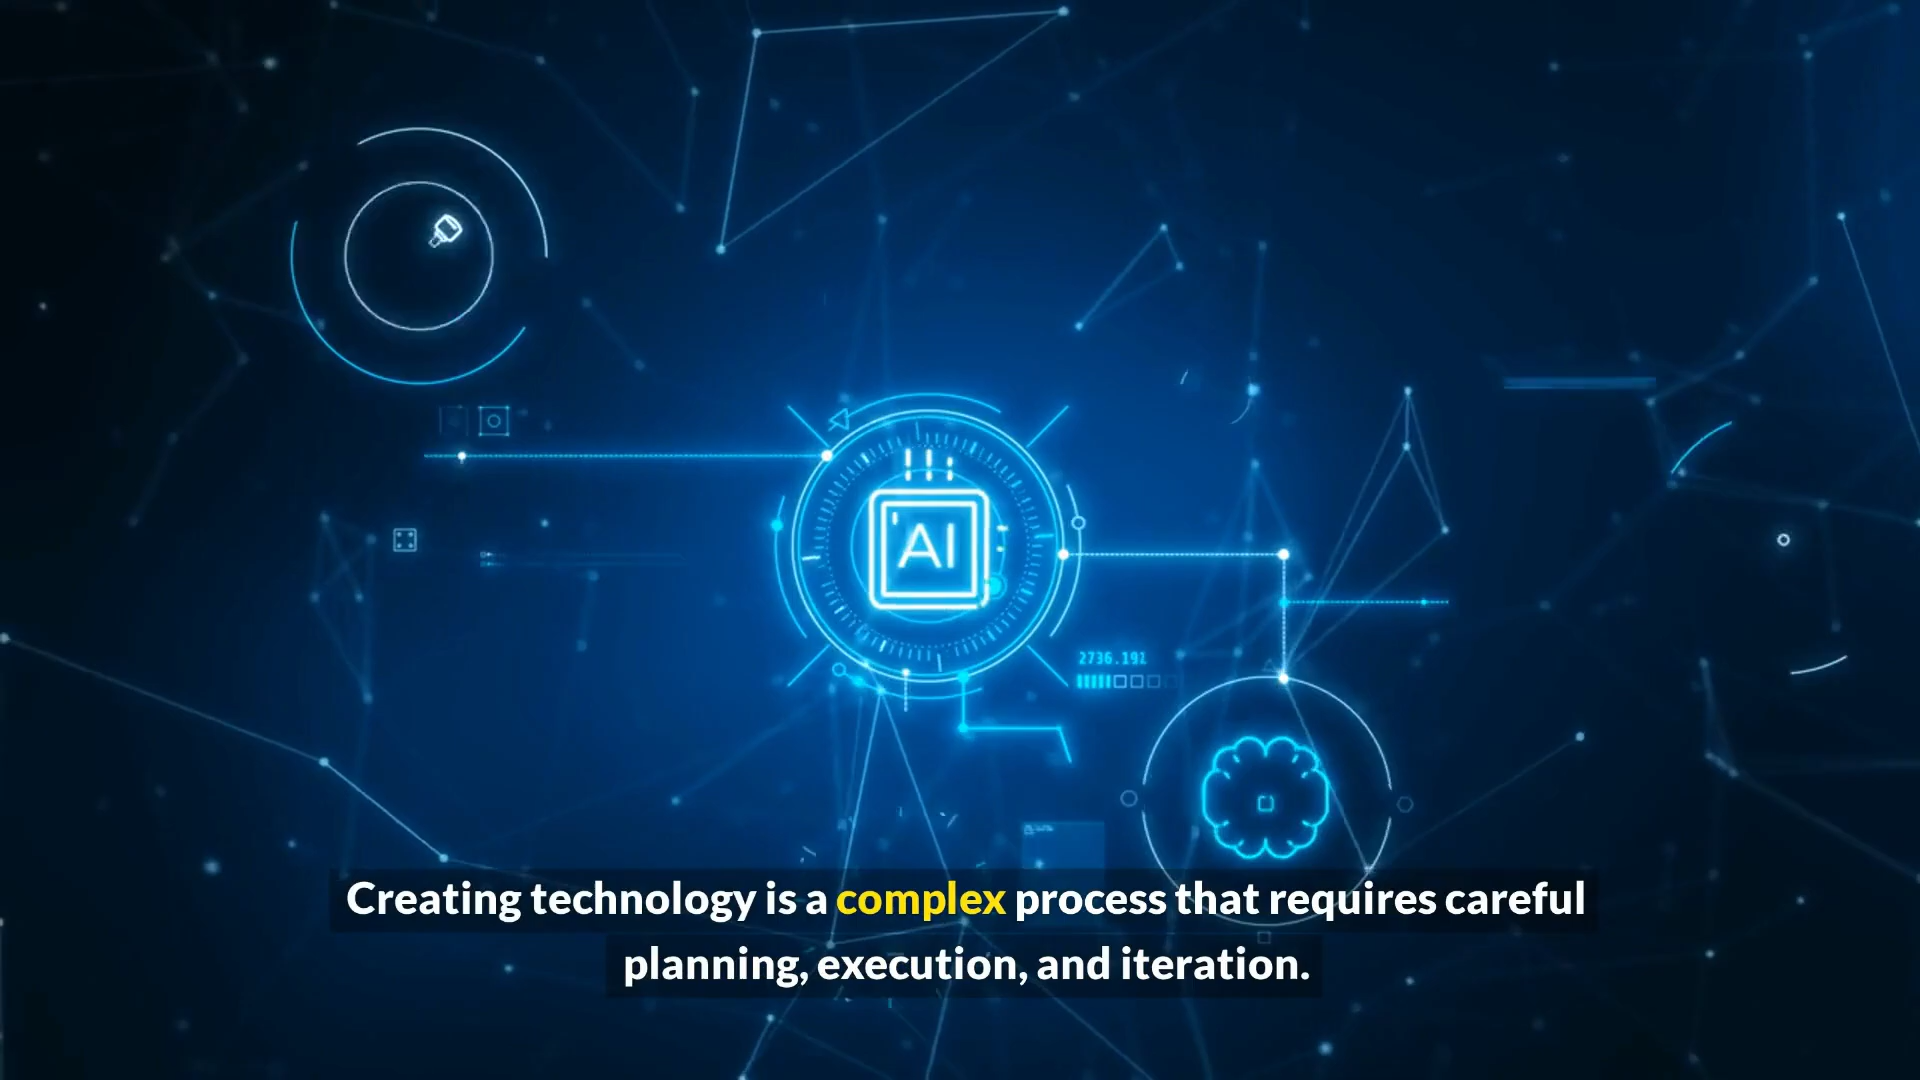 AI
2736.191
Creating technology is a complex process that requires careful
planning, execution, and iteration.